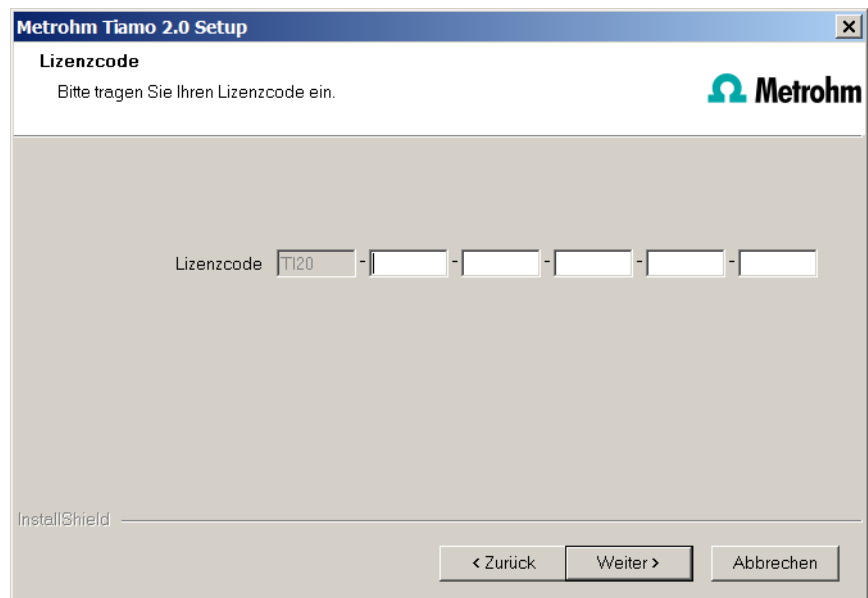 Metrohm Tiamo 2.0 Setup
Lizenzcode
Bitte tragen Sie Ihren Lizenzcode ein.
Metrohm
Lizenzcode TI20 - - - - -
InstallShield
< Zurück Weiter > Abbrechen